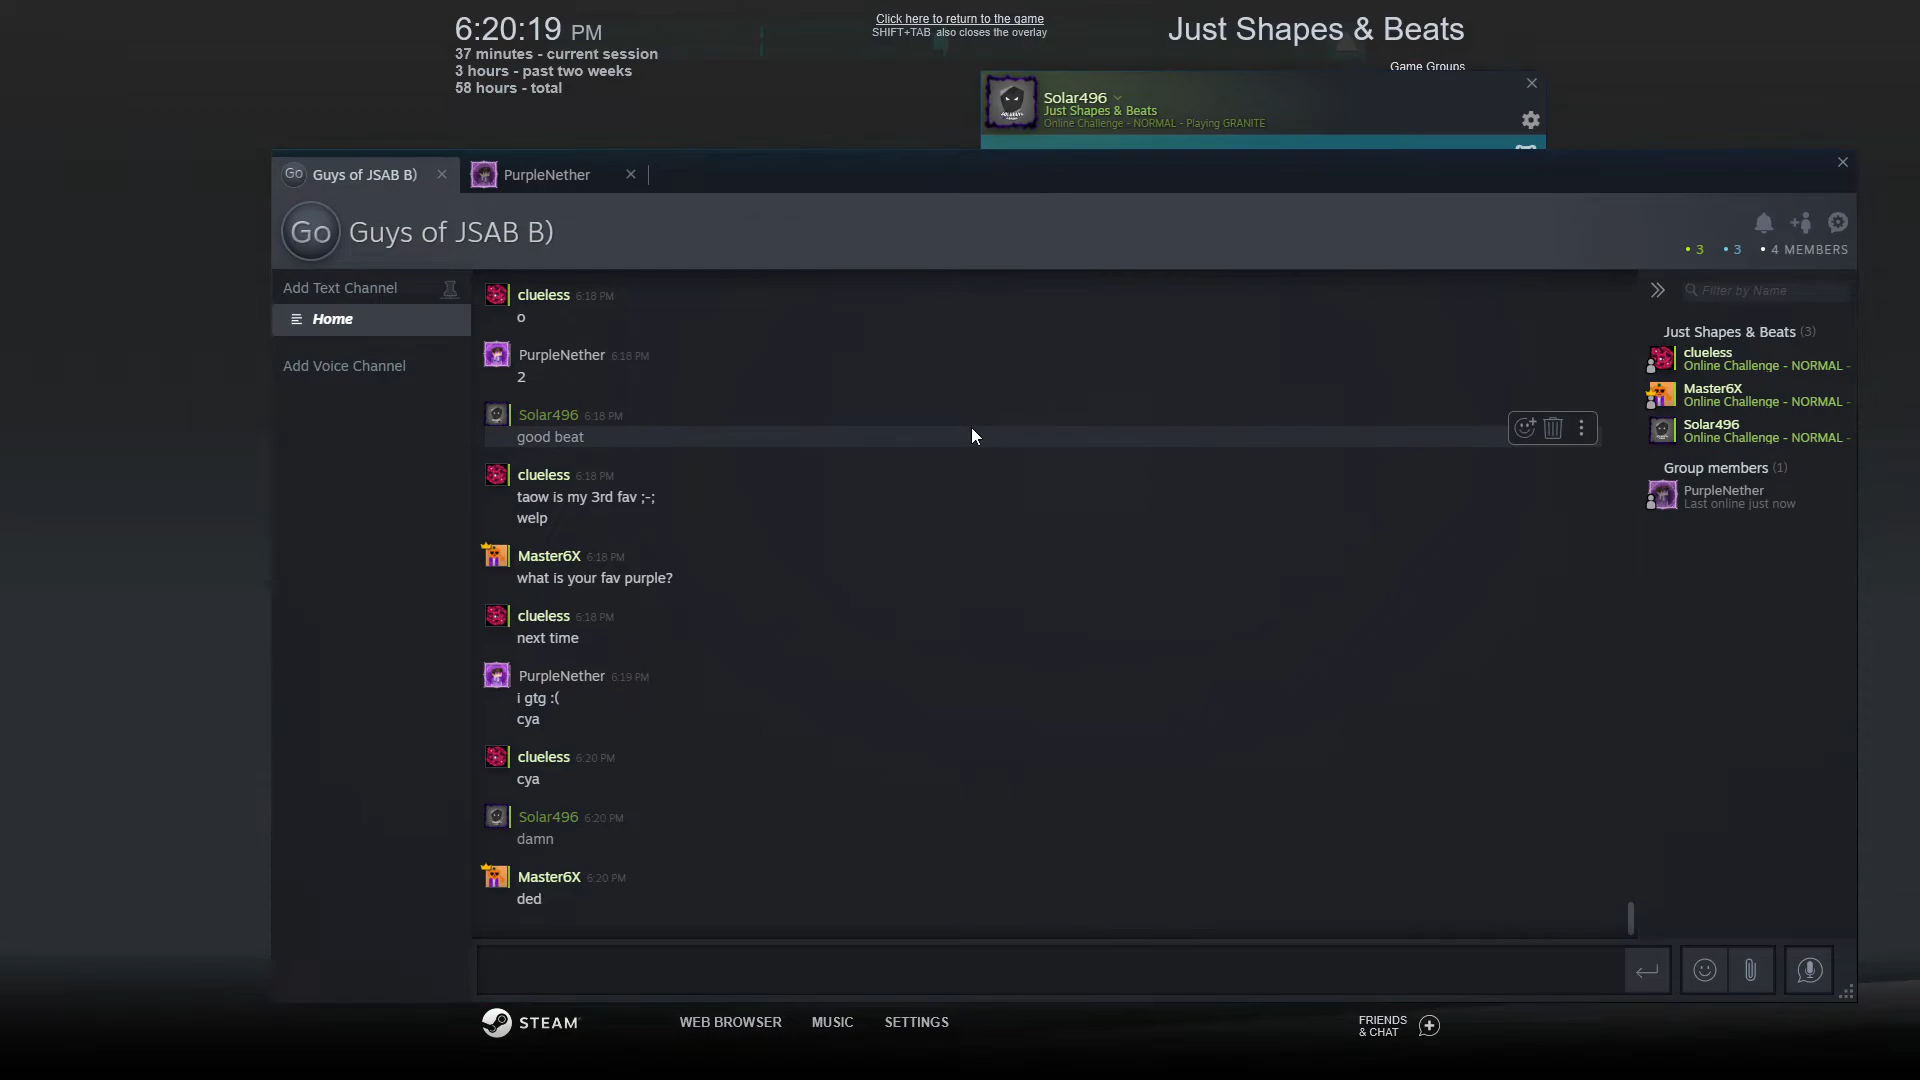 6:20:19 PM
37 minutes - current session
3 hours - past two weeks
58 hours - total
Click here to return to the game
SHIFT+TAB also closes the overlay
Just Shapes & Beats
Game Groups
Solar496
Just Shapes & Beats
Online Challenge - NORMAL - Playing GRANITE
Go Guys of JSAB B)
PurpleNether
Go Guys of JSAB B)
3 3 4 MEMBERS
Add Text Channel
Home
Add Voice Channel
clueless 6:18 PM
o
PurpleNether 6:18 PM
2
Solar496 6:18 PM
good beat
clueless 6:18 PM
taow is my 3rd fav ;-;
welp
Master6X 6:18 PM
what is your fav purple?
clueless 6:18 PM
next time
PurpleNether 6:19 PM
i gtg :(
cya
clueless 6:20 PM
cya
Solar496 6:20 PM
damn
Master6X 6:20 PM
ded
Filter by Name
Just Shapes & Beats (3)
clueless
Online Challenge - NORMAL -
Master6X
Online Challenge - NORMAL -
Solar496
Online Challenge - NORMAL -
Group members (1)
PurpleNether
Last online just now
STEAM
WEB BROWSER
MUSIC
SETTINGS
FRIENDS
& CHAT